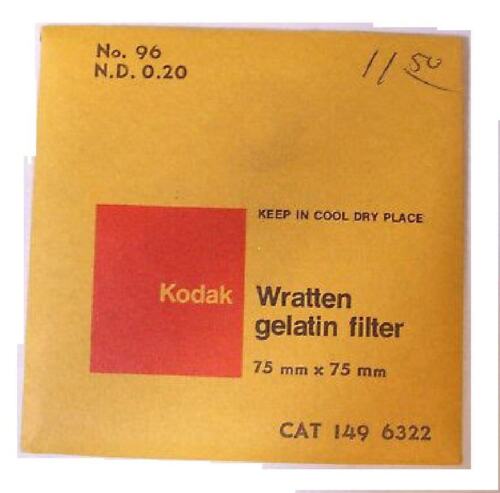 No. 96
N.D. 0.20
11 50
KEEP IN COOL DRY PLACE
Kodak
Wratten
gelatin filter
75 mm x 75 mm
CAT 149 6322